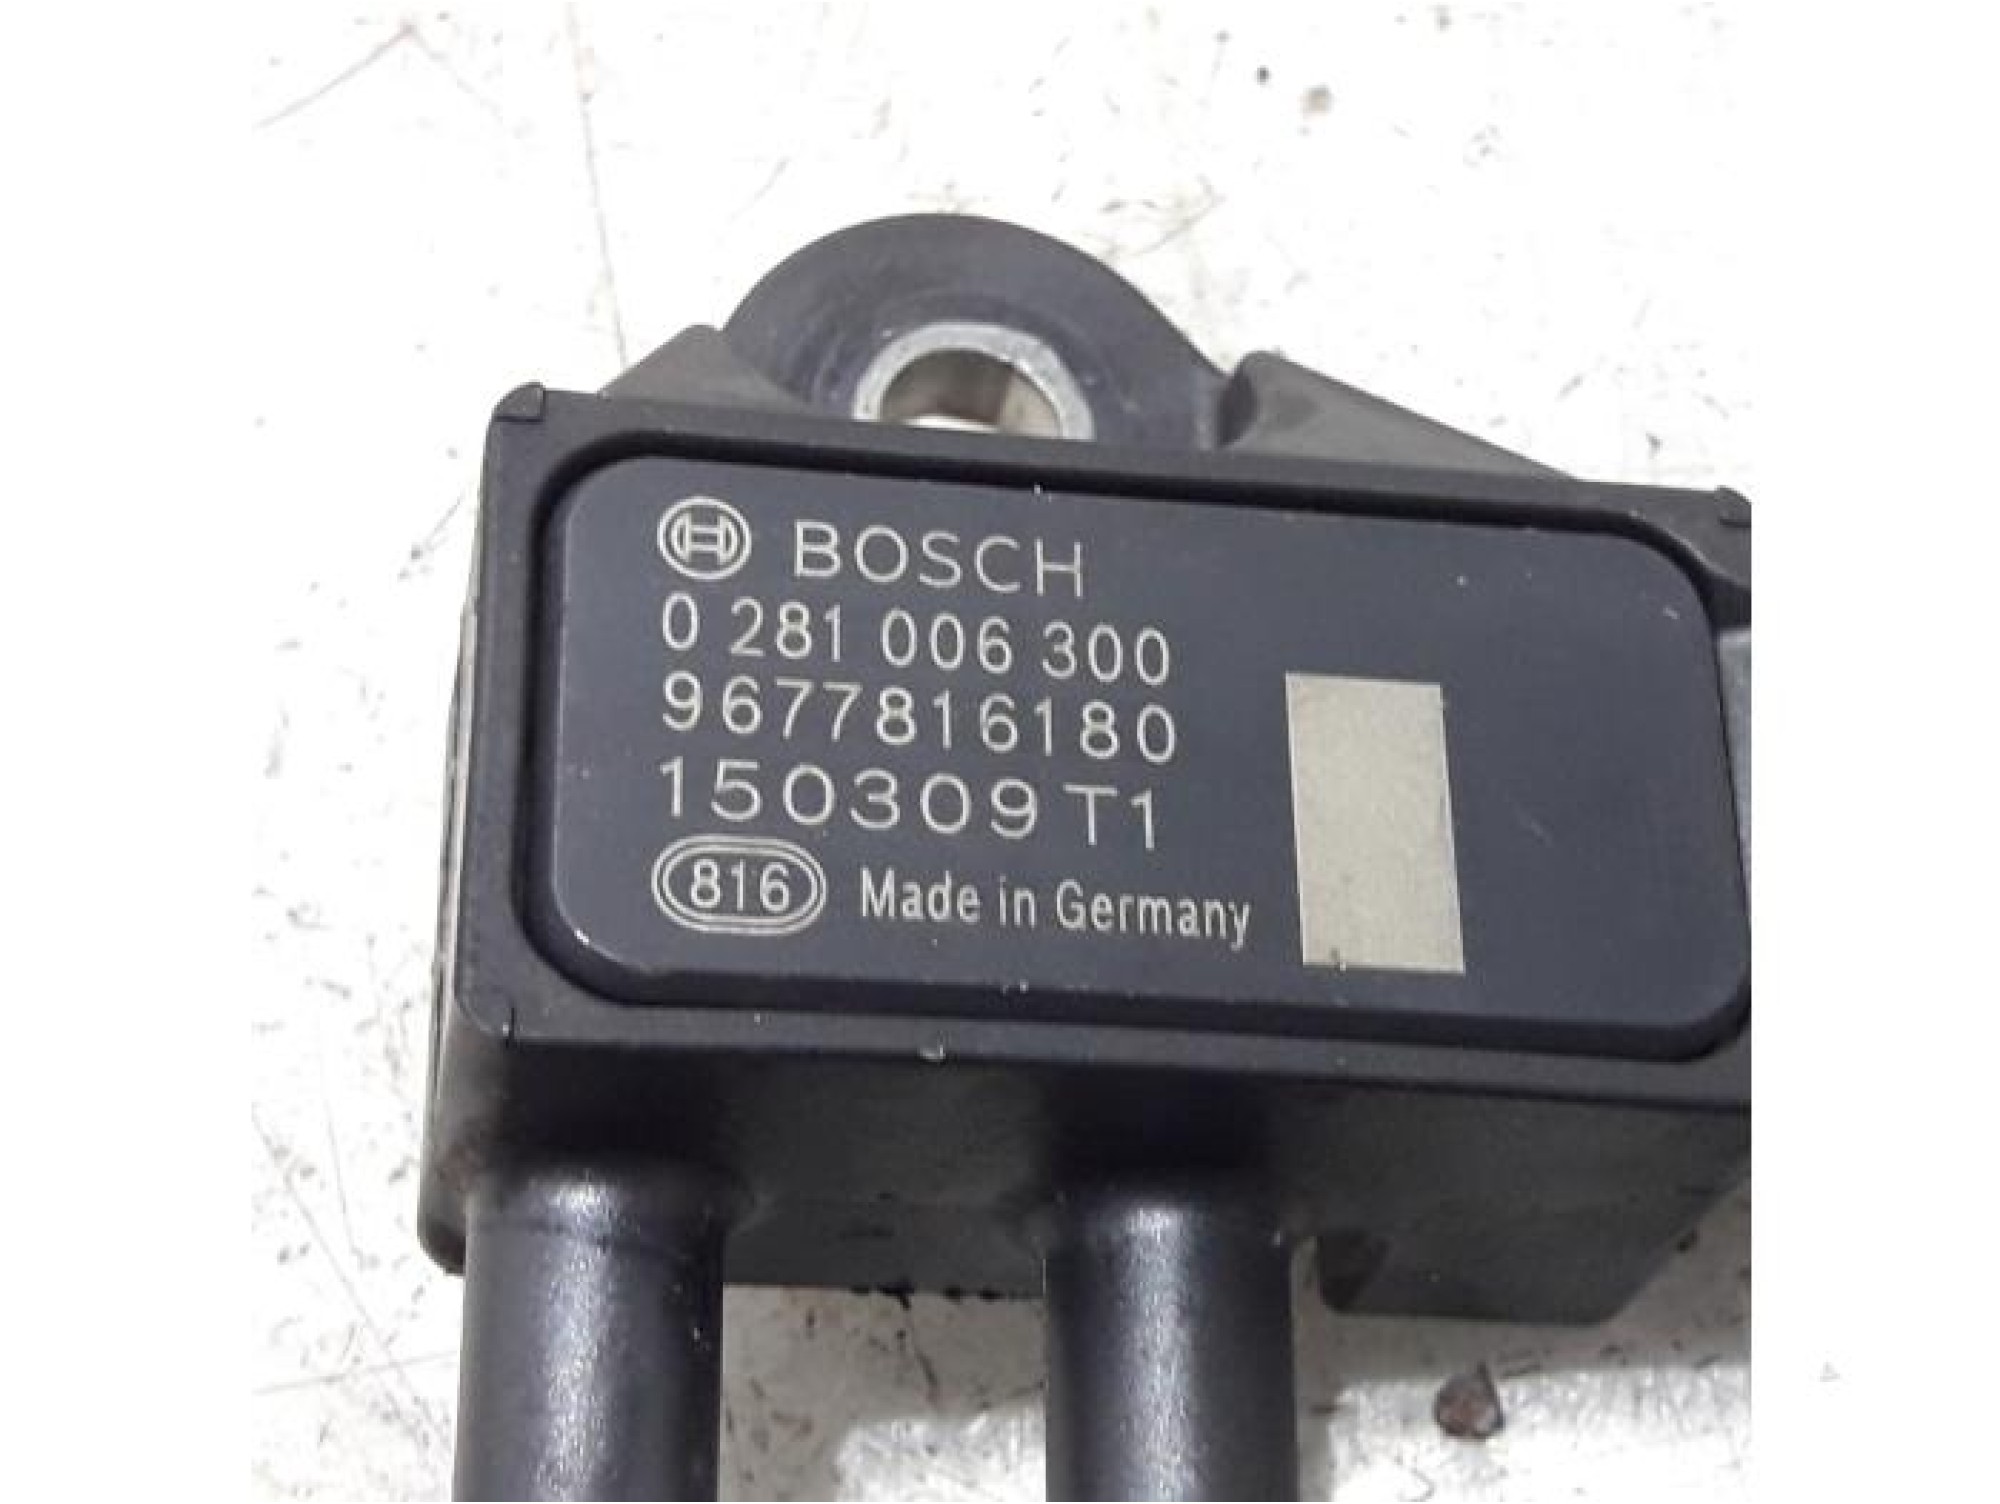 BOSCH
0 281 006 300
9677816180
150309 T1
816 Made in Germany